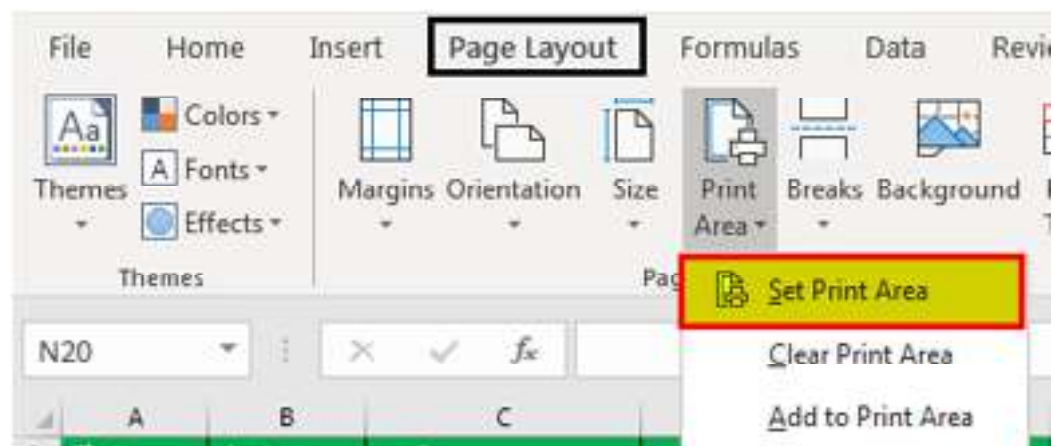 File Home Insert Page Layout Formulas Data
Aa Colors
A Fonts
Themes Effects
Margins Orientation Size Print Area Breaks Background
Themes
Set Print Area
N20 fx
Clear Print Area
A B C
Add to Print Area